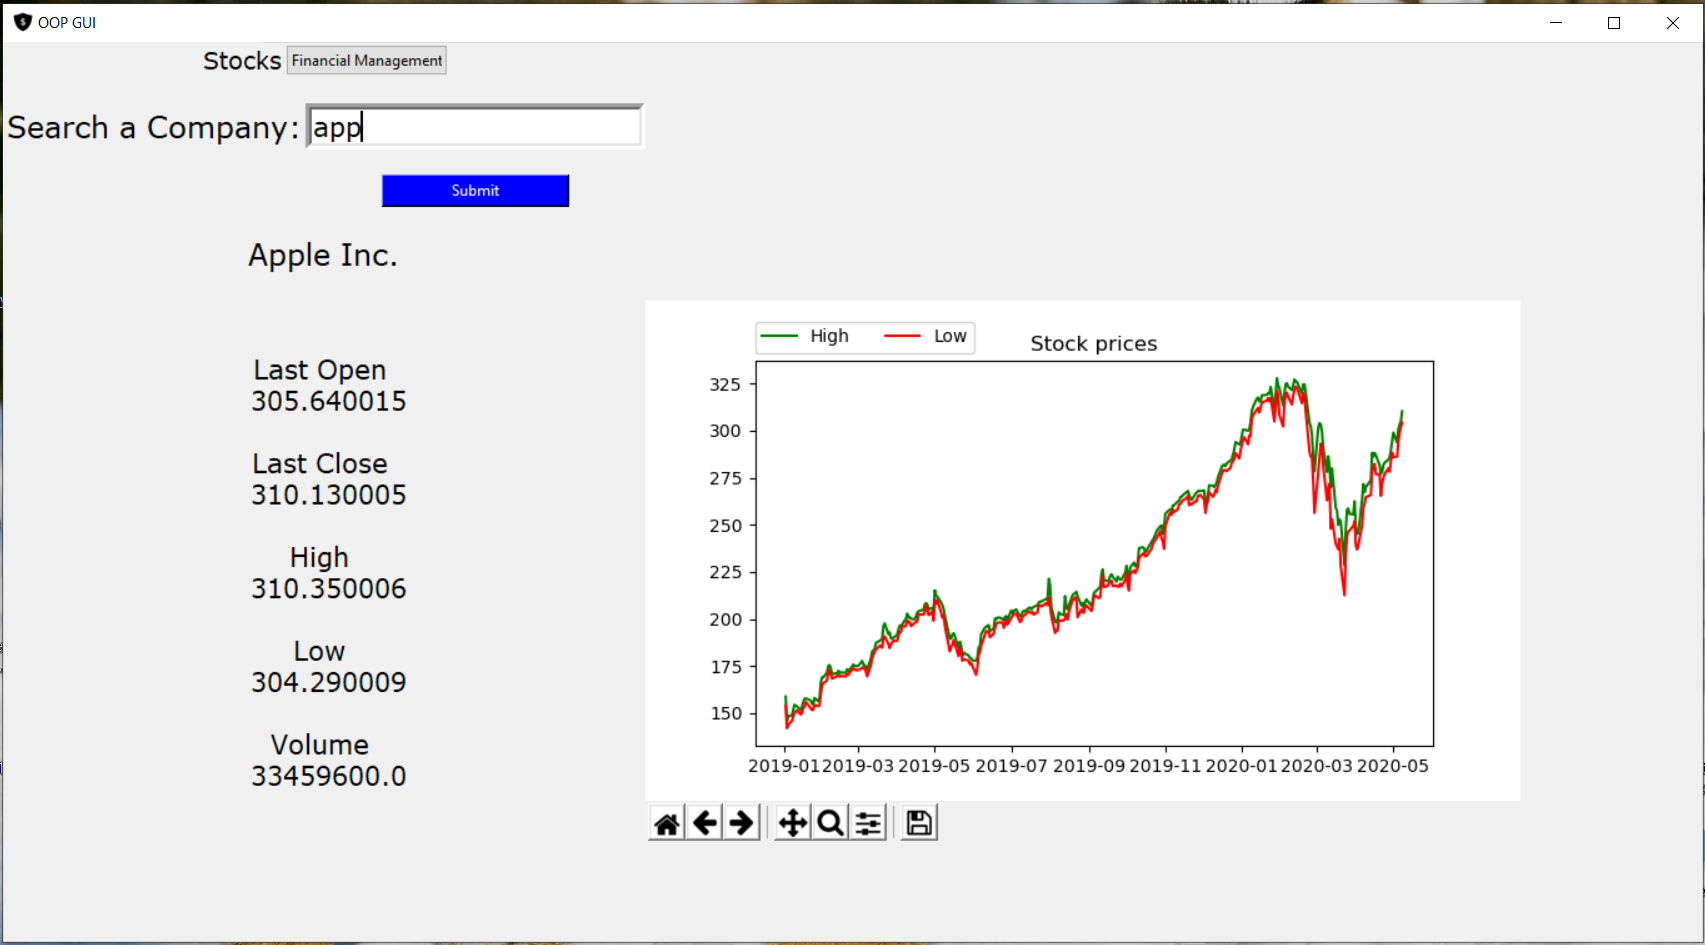 OOP GUI
Stocks Financial Management
Search a Company: app
Submit
Apple Inc.
Last Open
305.640015
Last Close
310.130005
High
310.350006
Low
304.290009
Volume
33459600.0
High Low
Stock prices
325
300
275
250
225
200
175
150
2019-01 2019-03 2019-05 2019-07 2019-09 2019-11 2020-01 2020-03 2020-05